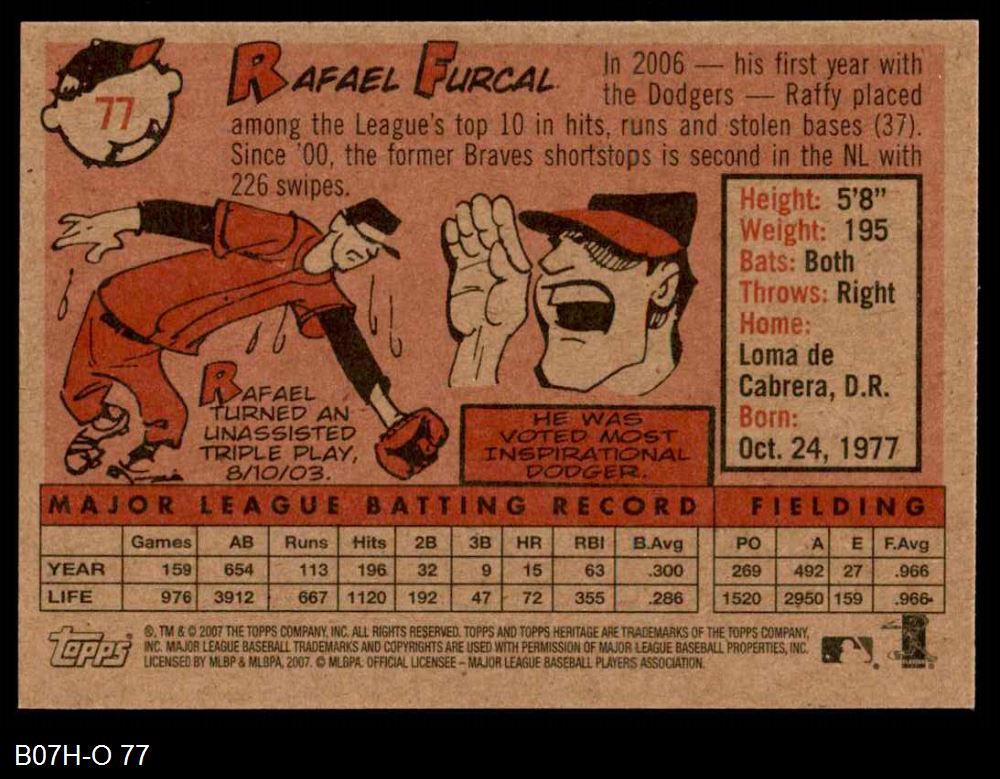 77
RAFAEL FURCAL
In 2006 — his first year with
the Dodgers — Raffy placed
among the League's top 10 in hits, runs and stolen bases (37).
Since '00, the former Braves shortstops is second in the NL with
226 swipes.
RAFAEL
TURNED AN
UNASSISTED
TRIPLE PLAY,
8/10/03.
HE WAS
VOTED MOST
INSPIRATIONAL
DODGER.
Height: 5'8"
Weight: 195
Bats: Both
Throws: Right
Home:
Loma de
Cabrera, D.R.
Born:
Oct. 24, 1977
MAJOR LEAGUE BATTING RECORD FIELDING
Games AB Runs Hits 2B 3B HR RBI B.Avg PO A E F.Avg
YEAR 159 654 113 196 32 9 15 63 .300 269 492 27 .966
LIFE 976 3912 667 1120 192 47 72 355 .286 1520 2950 159 .966
Topps
®, TM & © 2007 THE TOPPS COMPANY, INC. ALL RIGHTS RESERVED. TOPPS AND TOPPS HERITAGE ARE TRADEMARKS OF THE TOPPS COMPANY,
INC. MAJOR LEAGUE BASEBALL TRADEMARKS AND COPYRIGHTS ARE USED WITH PERMISSION OF MAJOR LEAGUE BASEBALL PROPERTIES, INC.
LICENSED BY MLBP & MLBPA, 2007. © MLBPA. OFFICIAL LICENSEE – MAJOR LEAGUE BASEBALL PLAYERS ASSOCIATION.
B07H-O 77